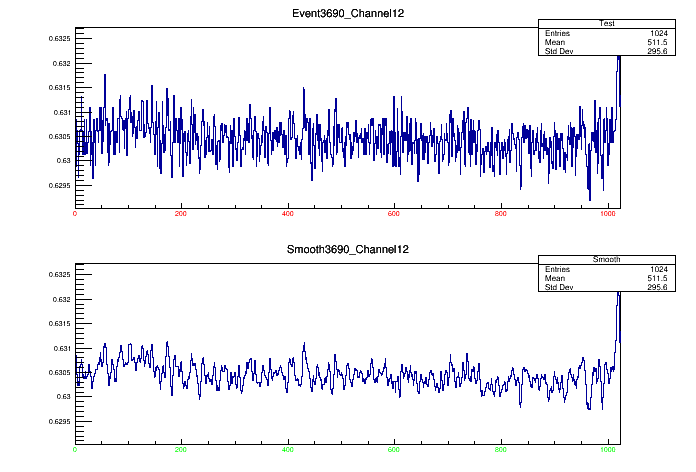 Event3690_Channel12
Test
Entries 1024
Mean 511.5
Std Dev 295.6
0.6325
0.632
0.6315
0.631
0.6305
0.63
0.6295
0 200 400 600 800 1000
Smooth3690_Channel12
Smooth
Entries 1024
Mean 511.5
Std Dev 295.6
0.6325
0.632
0.6315
0.631
0.6305
0.63
0.6295
0 200 400 600 800 1000